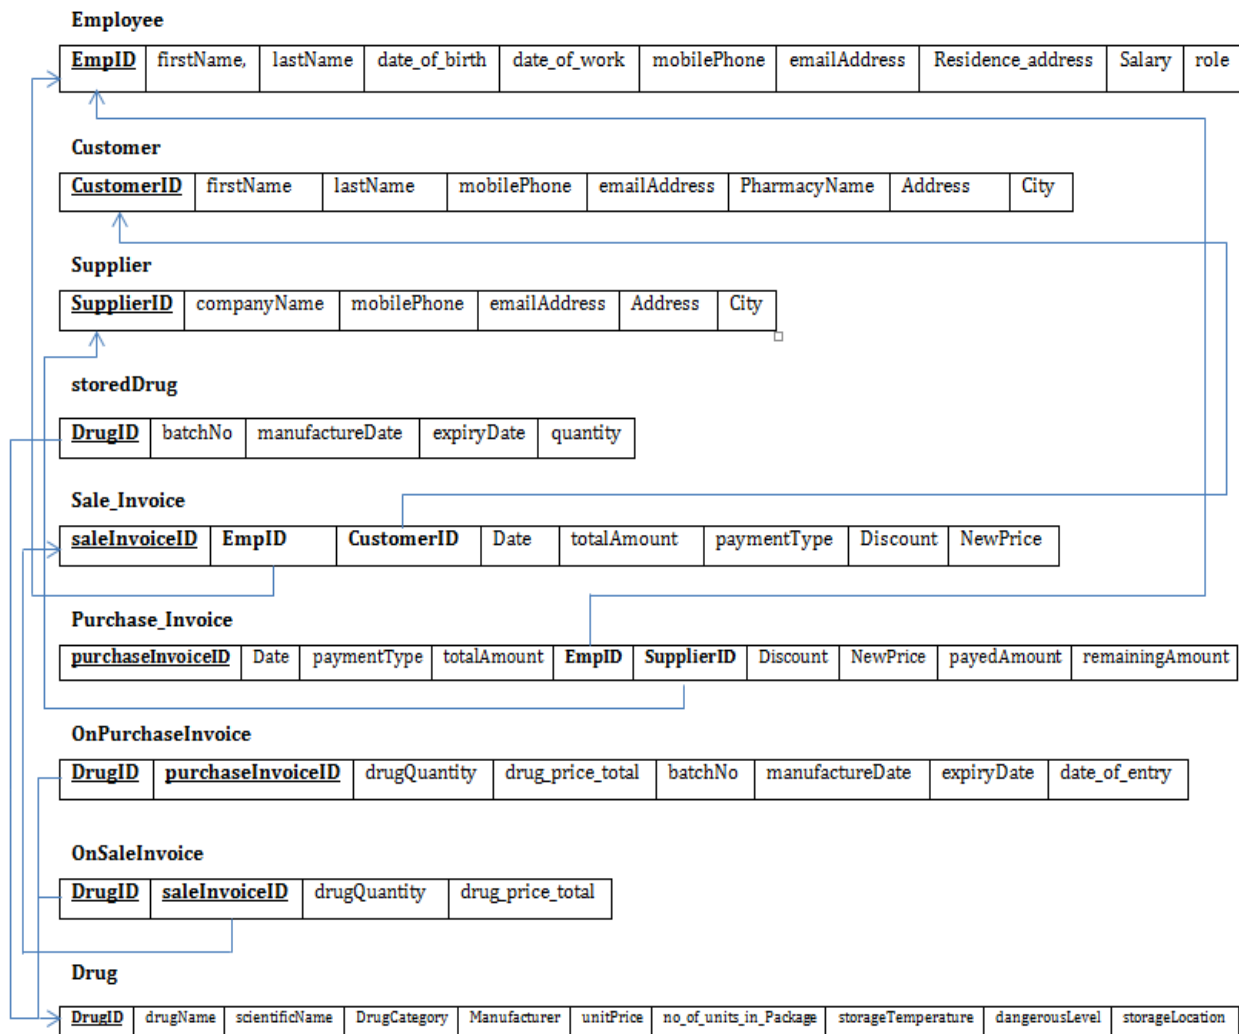 Employee
EmpID firstName, lastName date_of_birth date_of_work mobilePhone emailAddress Residence_address Salary role
Customer
CustomerID firstName lastName mobilePhone emailAddress PharmacyName Address City
Supplier
SupplierID companyName mobilePhone emailAddress Address City
storedDrug
DrugID batchNo manufactureDate expiryDate quantity
Sale_Invoice
saleInvoiceID EmpID CustomerID Date totalAmount paymentType Discount NewPrice
Purchase_Invoice
purchaseInvoiceID Date paymentType totalAmount EmpID SupplierID Discount NewPrice payedAmount remainingAmount
OnPurchaseInvoice
DrugID purchaseInvoiceID drugQuantity drug_price_total batchNo manufactureDate expiryDate date_of_entry
OnSaleInvoice
DrugID saleInvoiceID drugQuantity drug_price_total
Drug
DrugID drugName scientificName DrugCategory Manufacturer unitPrice no_of_units_in_Package storageTemperature dangerousLevel storageLocation